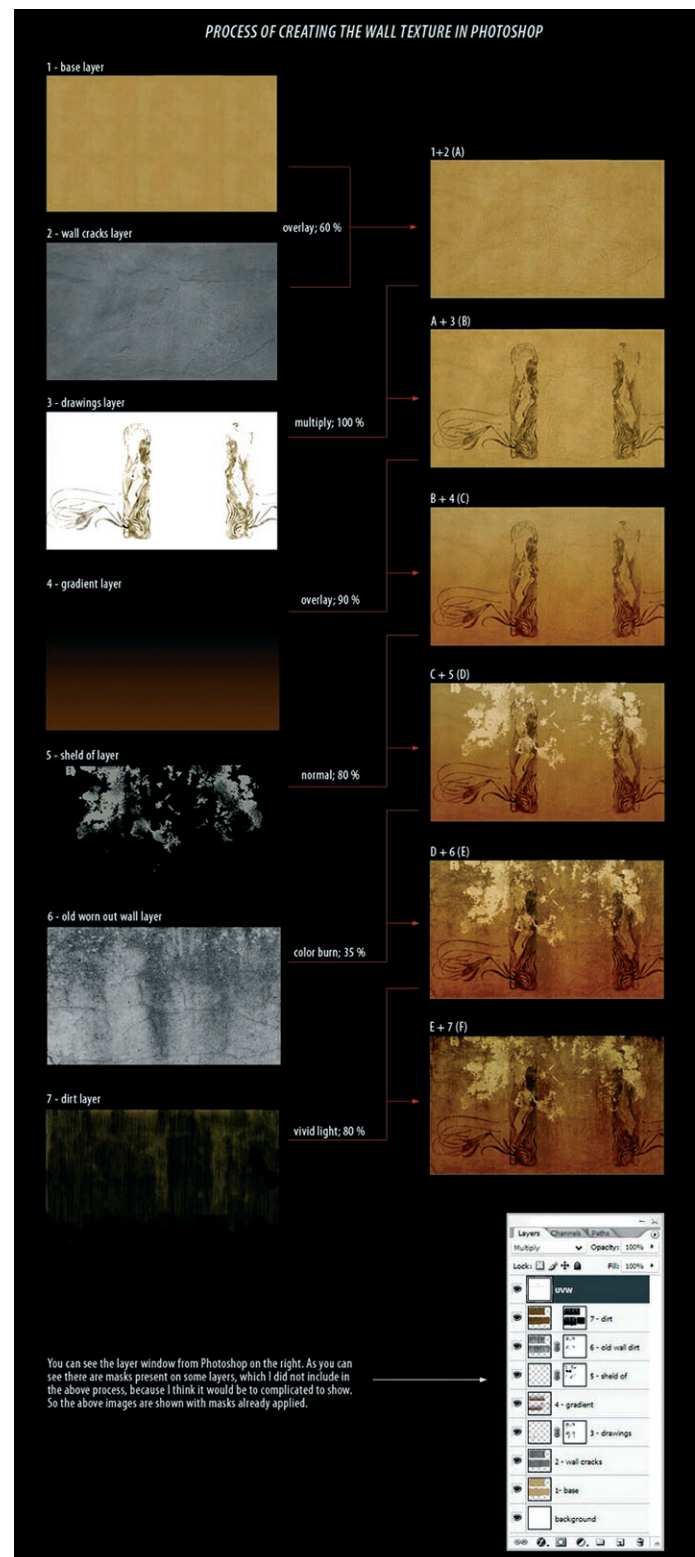 PROCESS OF CREATING THE WALL TEXTURE IN PHOTOSHOP
1 - base layer
1+2 (A)
overlay; 60 %
2 - wall cracks layer
A + 3 (B)
3 - drawings layer
multiply; 100 %
B + 4 (C)
4 - gradient layer
overlay; 90 %
C + 5 (D)
5 - sheld of layer
normal; 80 %
D + 6 (E)
6 - old worn out wall layer
color burn; 35 %
E + 7 (F)
7 - dirt layer
vivid light; 80 %
You can see the layer window from Photoshop on the right. As you can
see there are masks present on some layers, which I did not include in
the above process, because I think it would be to complicated to show.
So the above images are shown with masks already applied.
Layers Channels Paths
Multiply Opacity: 100%
Lock: Fill: 100%
UVW
7 - dirt
6 - old wall dirt
5 - sheld of
4 - gradient
3 - drawings
2 - wall cracks
1- base
background